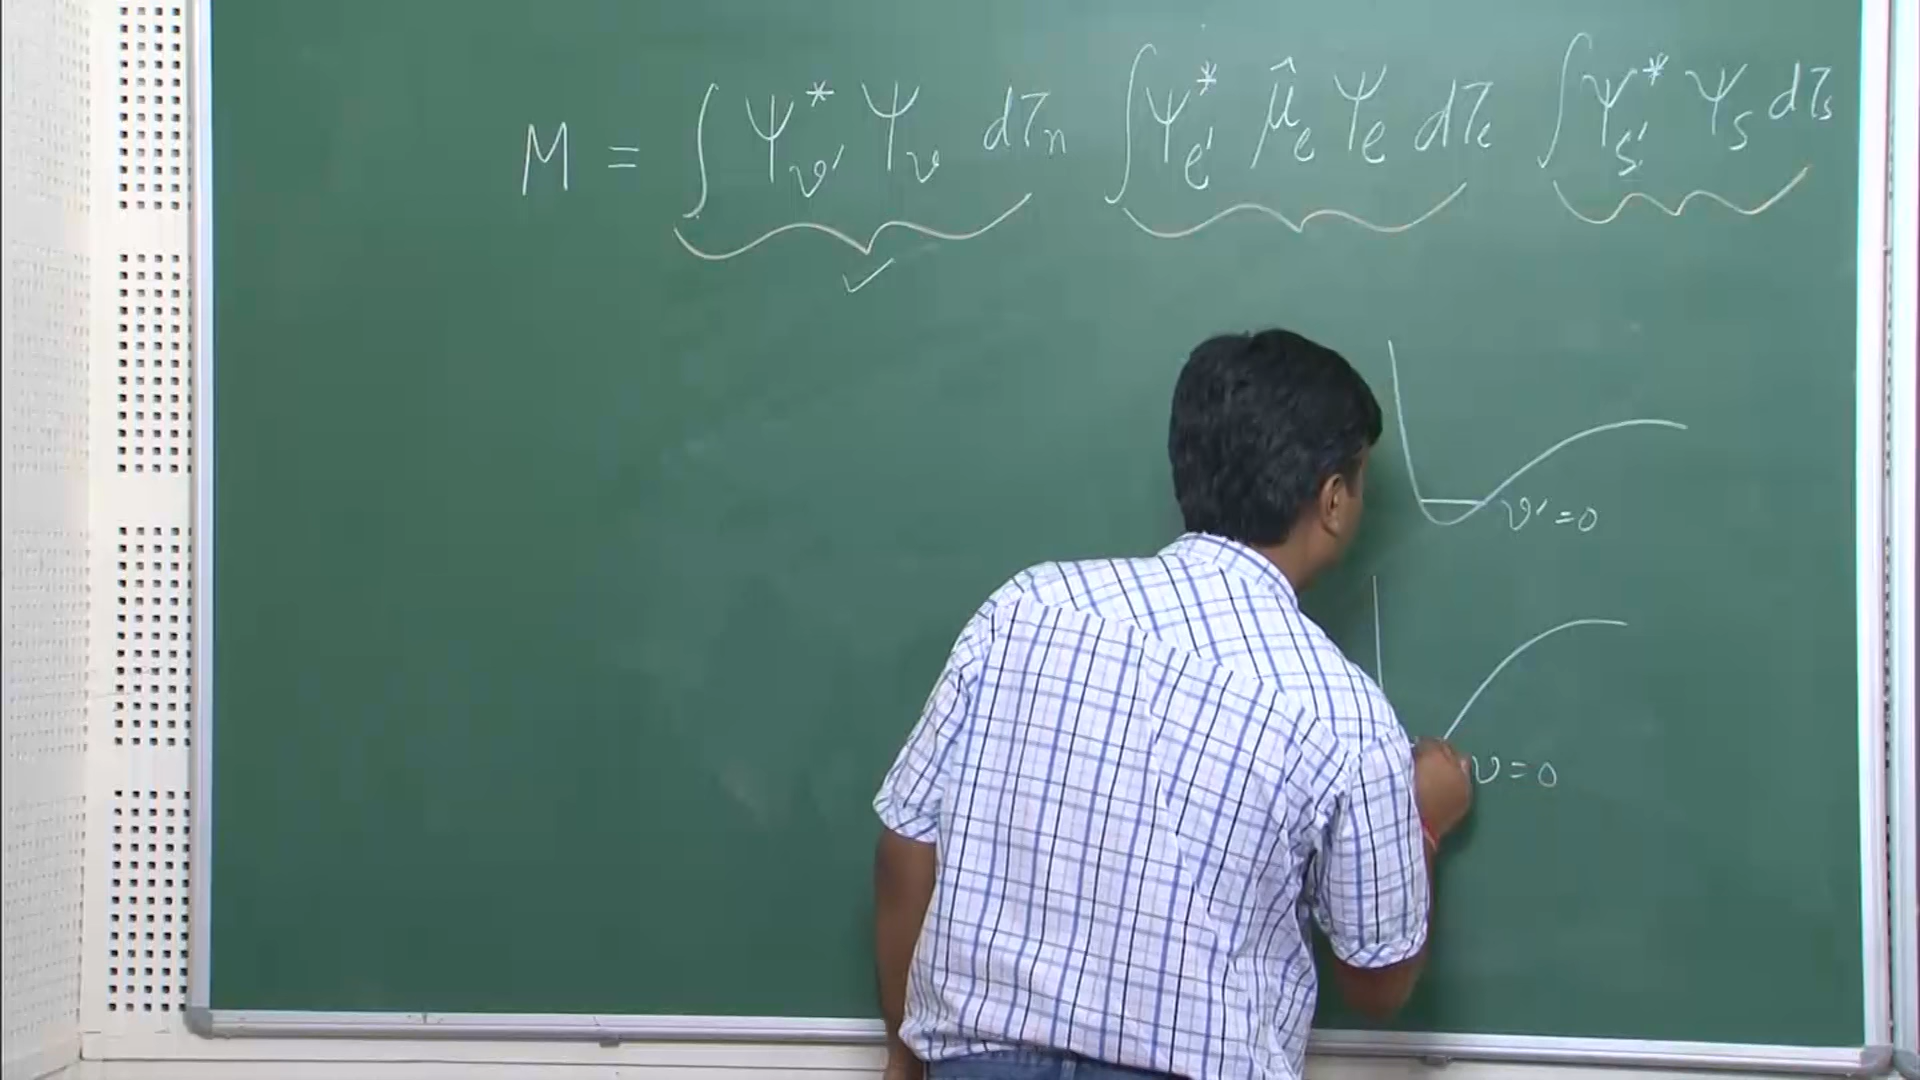 M = ∫ Ψ*ᵥ′ Ψᵥ dτₙ ∫ Ψ*ₑ′ μ̂ₑ Ψₑ dτₑ ∫ Ψ*ₛ′ Ψₛ dτₛ
✓
v′ = 0
v = 0